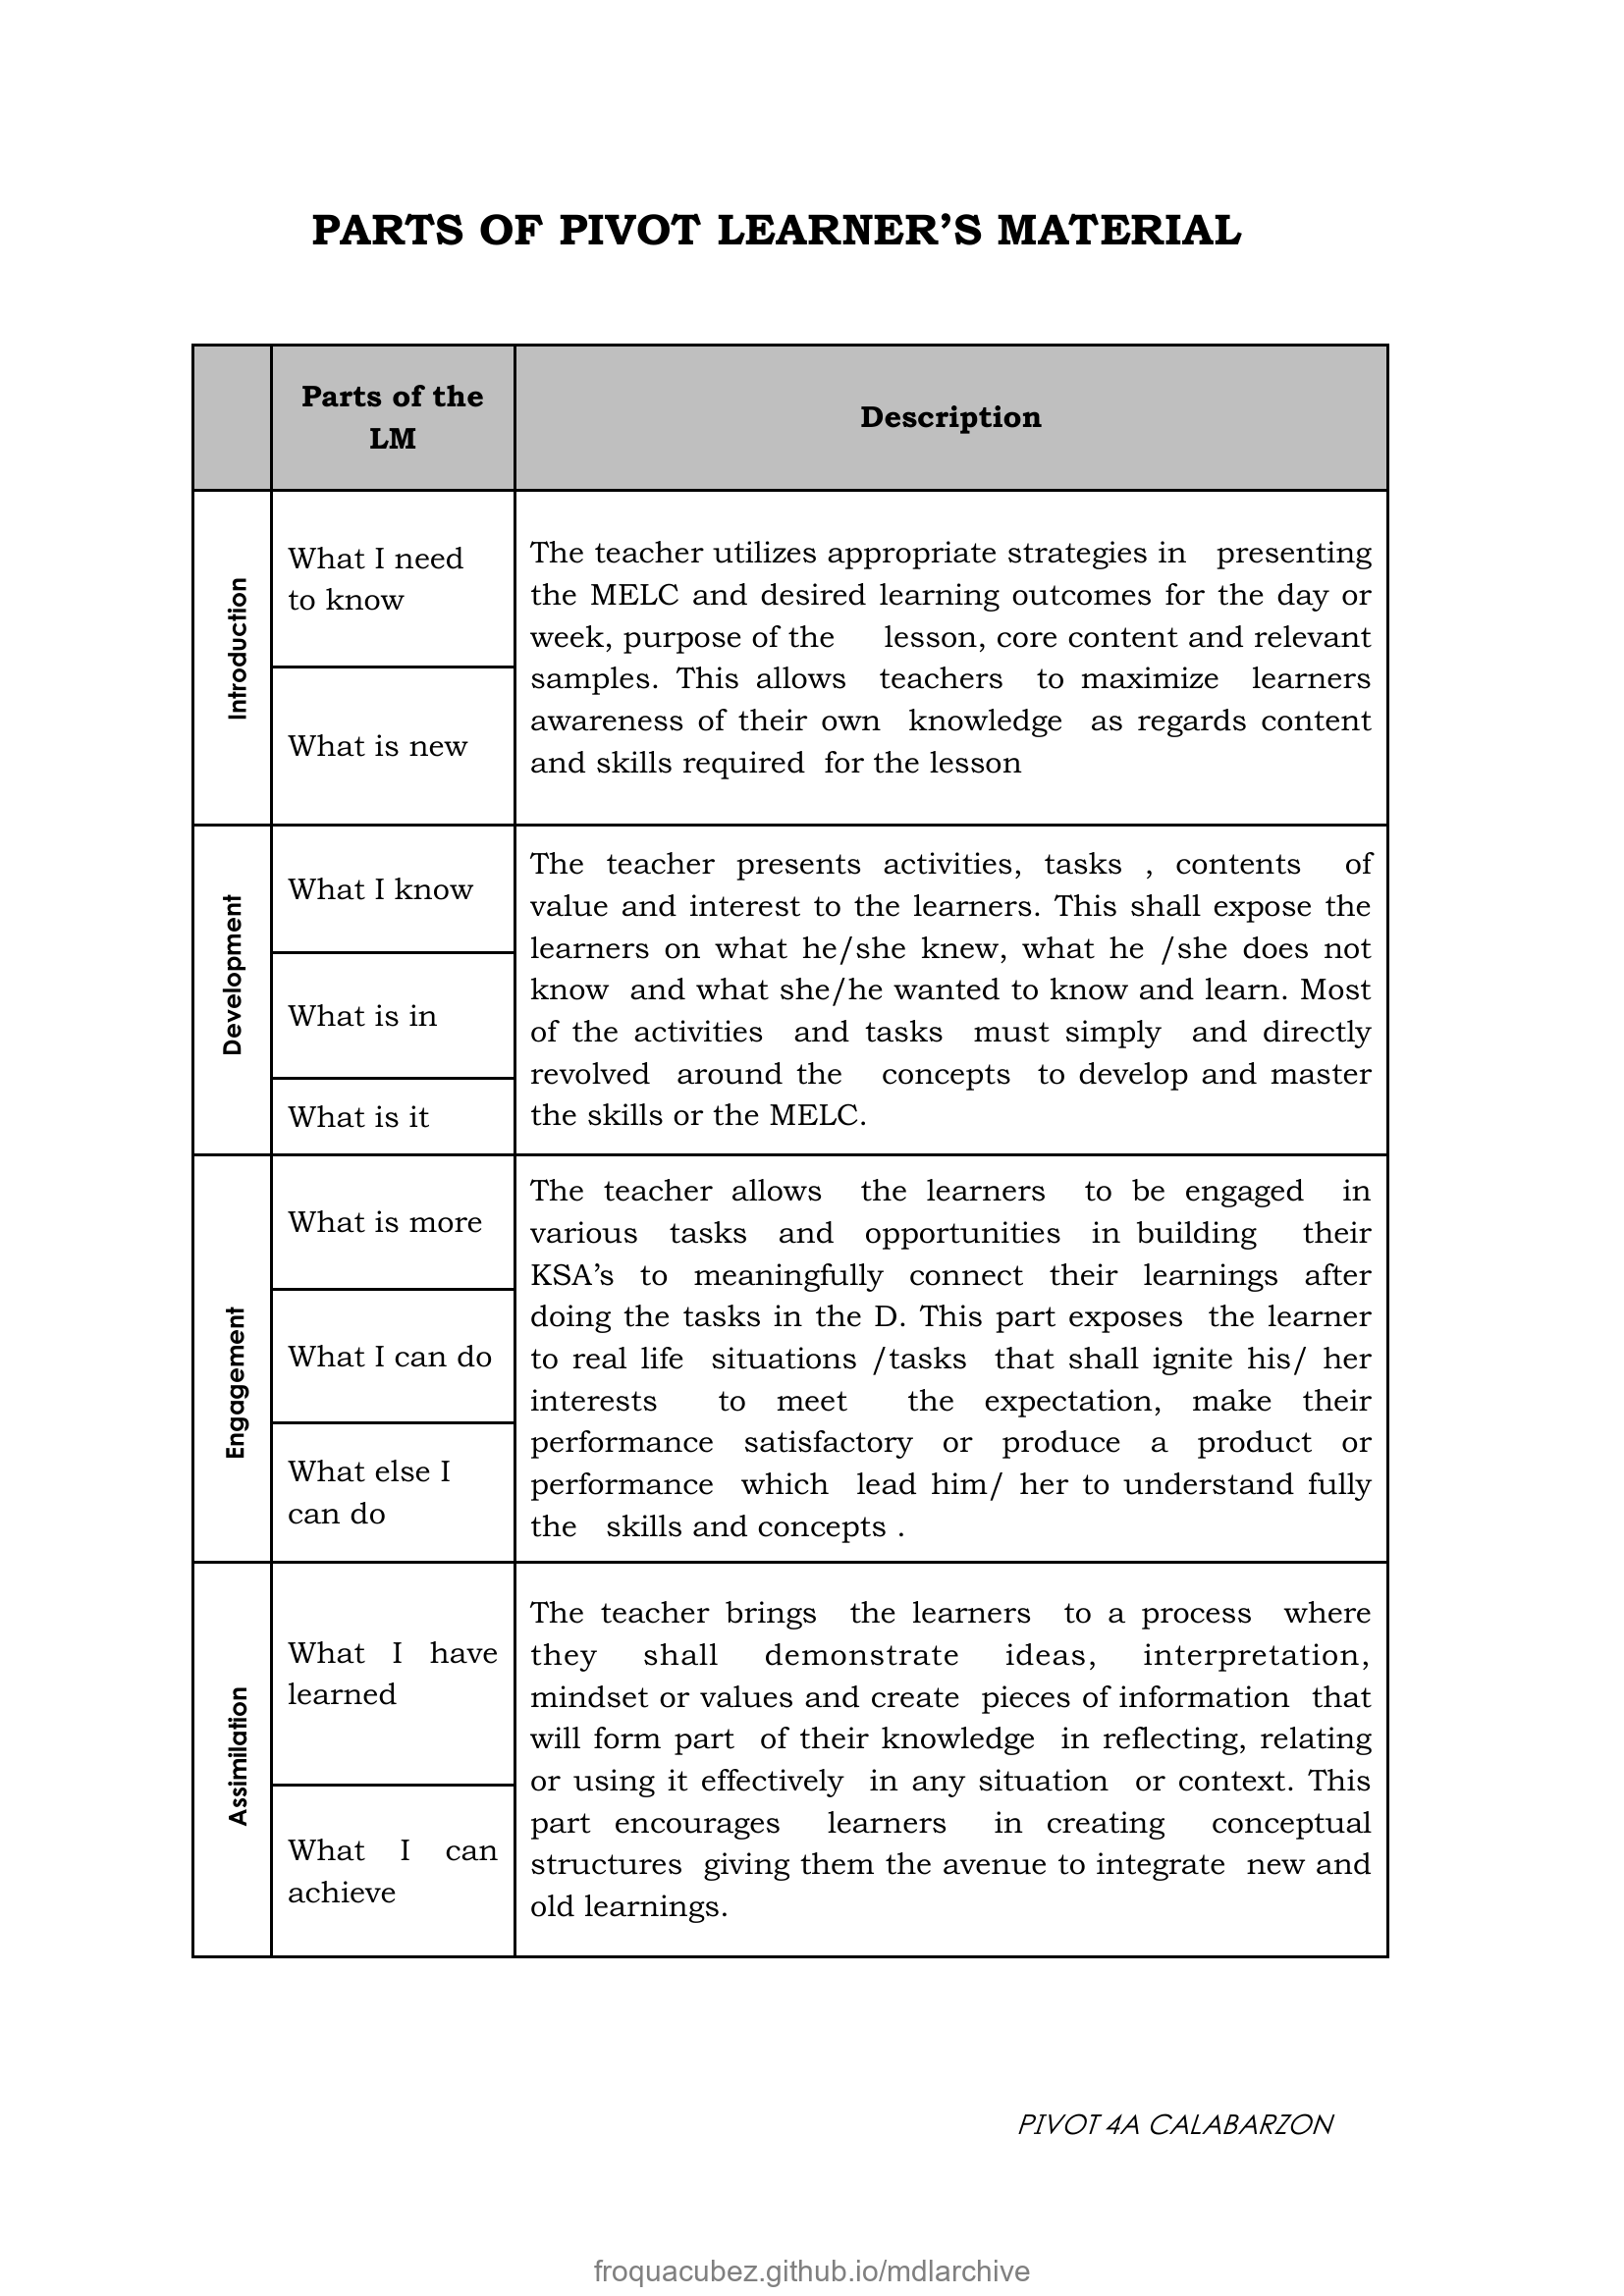 PARTS OF PIVOT LEARNER’S MATERIAL
Parts of the
LM
Description
Introduction
What I need
to know
What is new
The teacher utilizes appropriate strategies in presenting
the MELC and desired learning outcomes for the day or
week, purpose of the lesson, core content and relevant
samples. This allows teachers to maximize learners
awareness of their own knowledge as regards content
and skills required for the lesson
Development
What I know
What is in
What is it
The teacher presents activities, tasks , contents of
value and interest to the learners. This shall expose the
learners on what he/she knew, what he /she does not
know and what she/he wanted to know and learn. Most
of the activities and tasks must simply and directly
revolved around the concepts to develop and master
the skills or the MELC.
Engagement
What is more
What I can do
What else I
can do
The teacher allows the learners to be engaged in
various tasks and opportunities in building their
KSA’s to meaningfully connect their learnings after
doing the tasks in the D. This part exposes the learner
to real life situations /tasks that shall ignite his/ her
interests to meet the expectation, make their
performance satisfactory or produce a product or
performance which lead him/ her to understand fully
the skills and concepts .
Assimilation
What I have
learned
What I can
achieve
The teacher brings the learners to a process where
they shall demonstrate ideas, interpretation,
mindset or values and create pieces of information that
will form part of their knowledge in reflecting, relating
or using it effectively in any situation or context. This
part encourages learners in creating conceptual
structures giving them the avenue to integrate new and
old learnings.
PIVOT 4A CALABARZON
froquacubez.github.io/mdlarchive